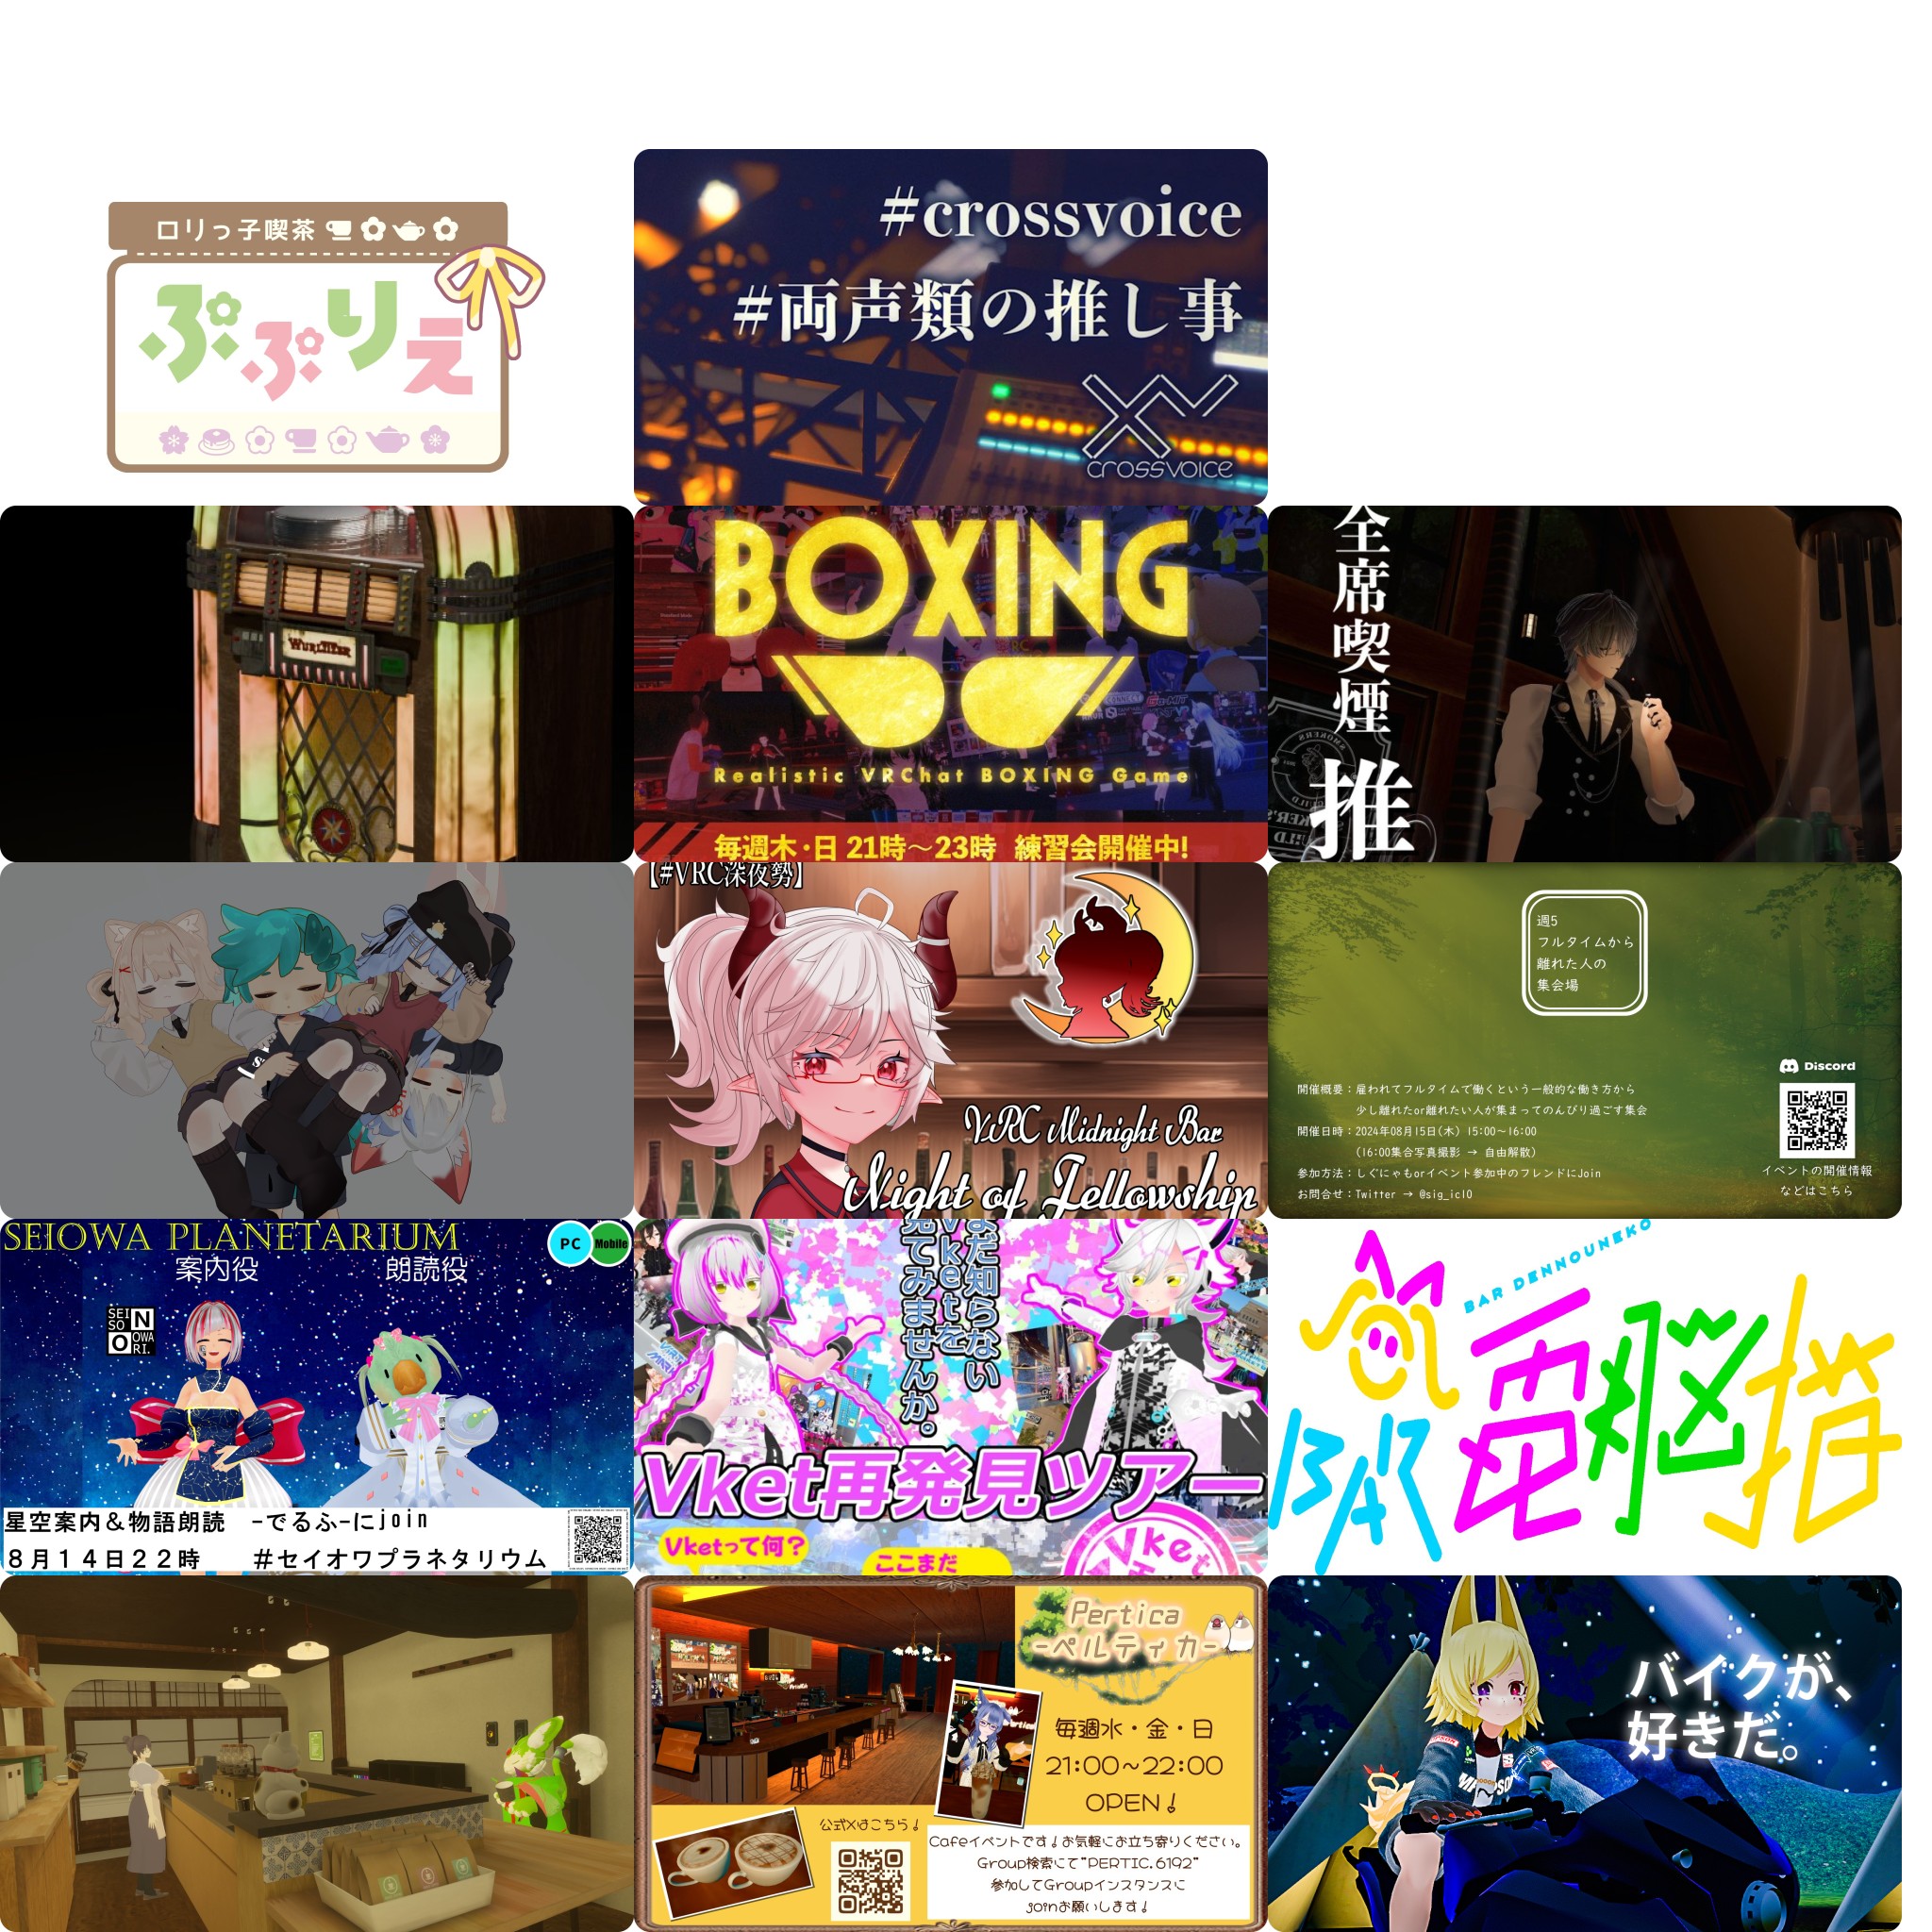 ロリっ子喫茶
ぷぷりえ
#crossvoice
#両声類の推し事
crossvoice
WURLITZER
BOXING
Realistic VRChat BOXING Game
毎週木・日 21時～23時 練習会開催中!
全席喫煙
推
【#VRC深夜勢】
VRC Midnight Bar
Night of Fellowship
週5
フルタイムから
離れた人の
集会場
開催概要：雇われてフルタイムで働くという一般的な働き方から
少し離れたor離れたい人が集まってのんびり過ごす集会
開催日時：2024年08月15日(木) 15:00～16:00
(16:00集合写真撮影 → 自由解散)
参加方法：しぐにゃもorイベント参加中のフレンドにJoin
お問合せ：Twitter → @sig_icl0
Discord
イベントの開催情報
などはこちら
SEIOWA PLANETARIUM
PC
Mobile
案内役
朗読役
SEI
SO
N
O
OWA
RI.
星空案内＆物語朗読 -でるふ-にjoin
８月１４日２２時 ＃セイオワプラネタリウム
まだ知らない
Vketを
見てみませんか。
Vket再発見ツアー
Vketって何？
ここまだ
Vket
BAR DENNOUNEKO
BAR
電脳猫
Pertica
-ペルティカ-
毎週水・金・日
21:00~22:00
OPEN!
公式Xはこちら!
Cafeイベントです!お気軽にお立ち寄りください。
Group検索にて"PERTIC.6192"
参加してGroupインスタンスに
joinお願いします!
バイクが、
好きだ。